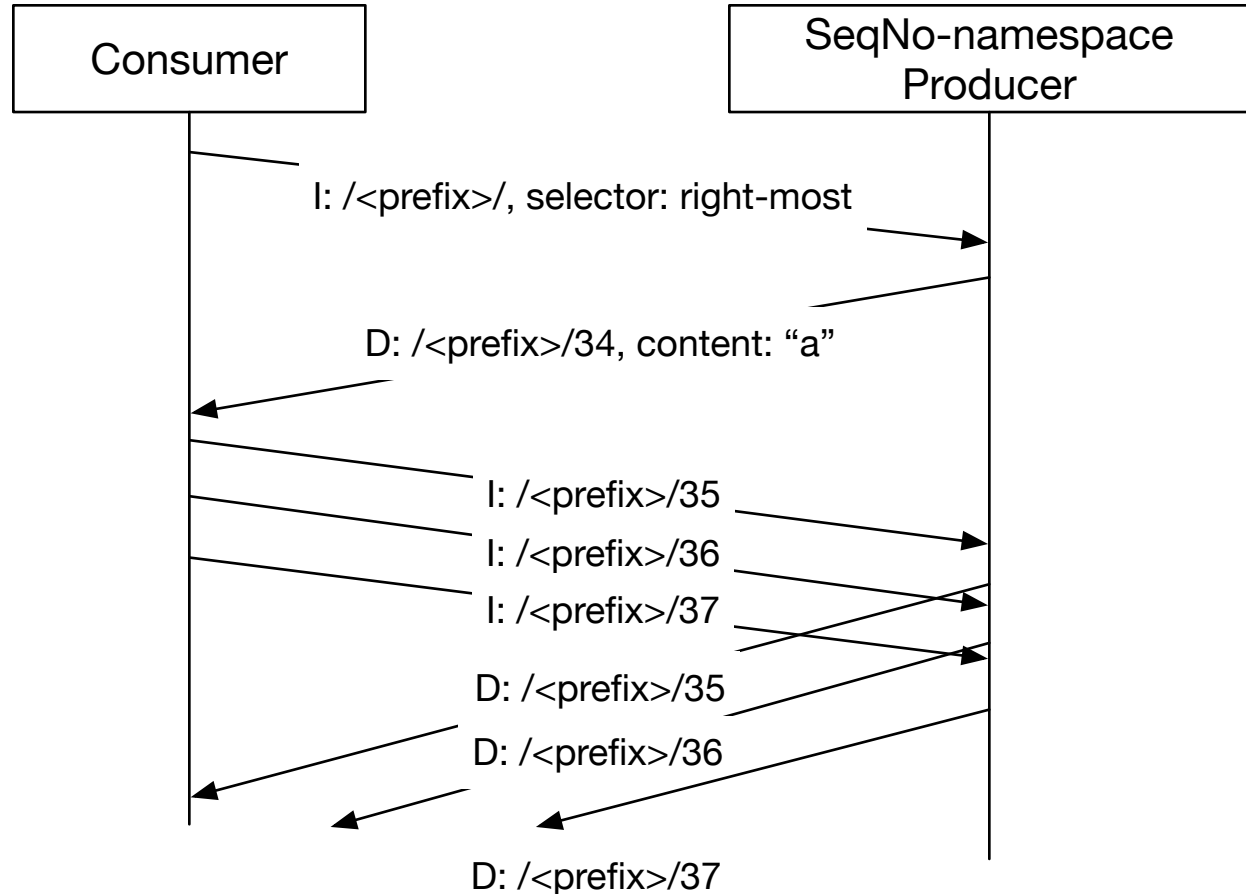 Consumer
SeqNo-namespace
Producer
I: /<prefix>/, selector: right-most
D: /<prefix>/34, content: “a”
I: /<prefix>/35
I: /<prefix>/36
I: /<prefix>/37
D: /<prefix>/35
D: /<prefix>/36
D: /<prefix>/37